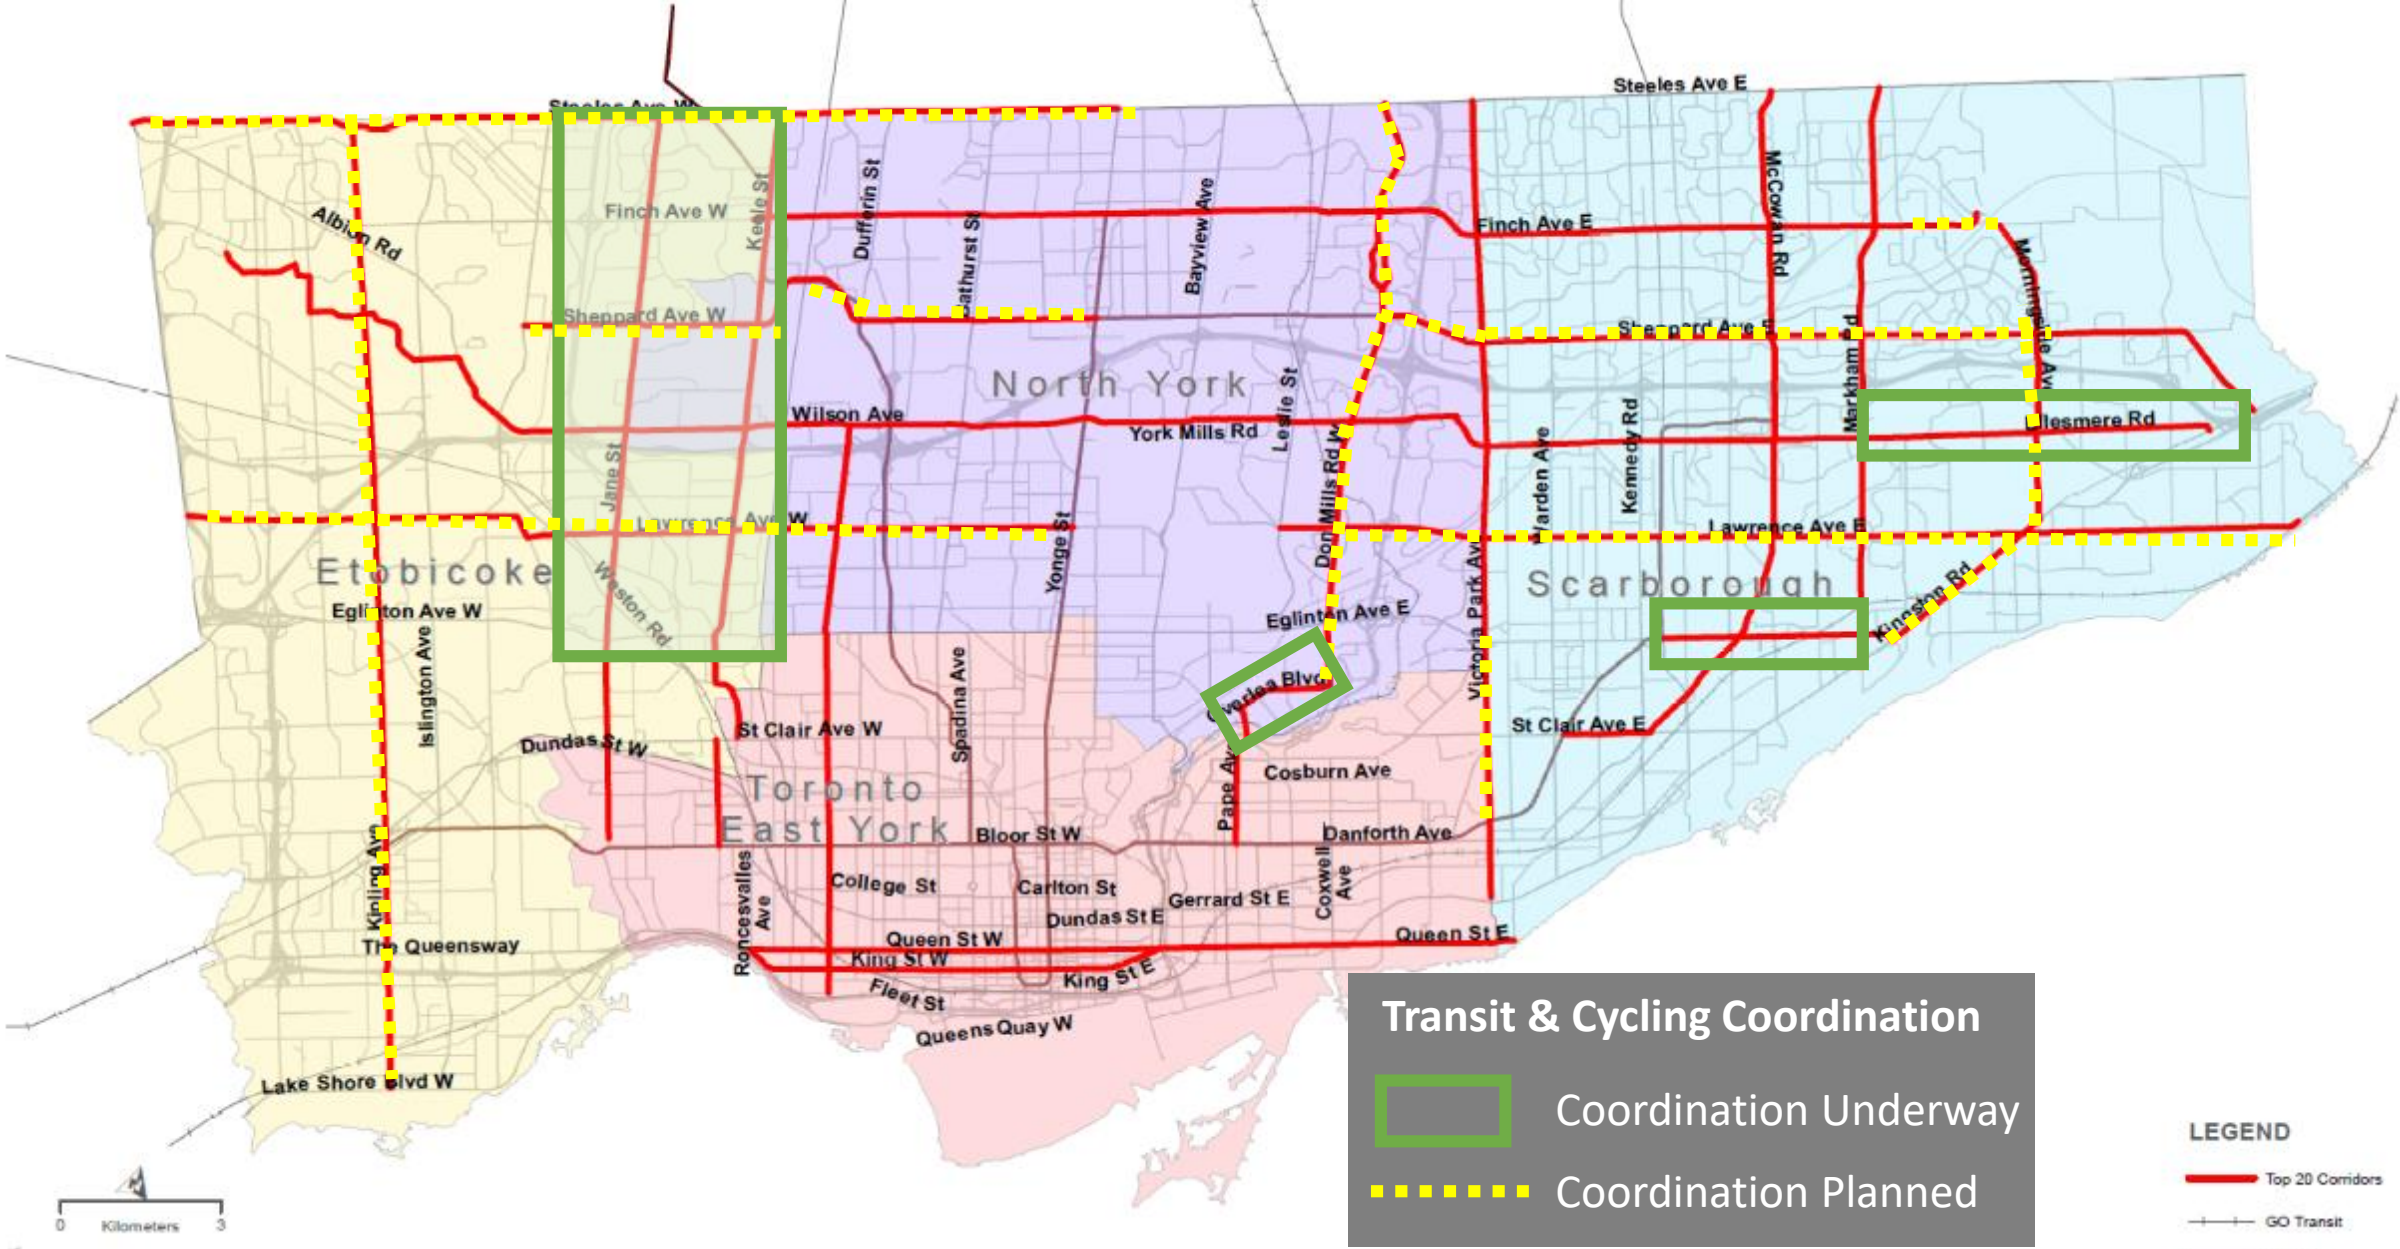 Steeles Ave W
Steeles Ave E
Finch Ave W
Keele St
Dufferin St
Bathurst St
Bayview Ave
Finch Ave E
McCowan Rd
Albion Rd
Morningside Ave
Sheppard Ave W
Sheppard Ave E
North York
Leslie St
Markham Rd
Wilson Ave
York Mills Rd
Don Mills Rd W
Warden Ave
Kennedy Rd
Ellesmere Rd
Jane St
Lawrence Ave W
Lawrence Ave E
Yonge St
Etobicoke
Scarborough
Weston Rd
Eglinton Ave W
Eglinton Ave E
Victoria Park Ave
Kingston Rd
Islington Ave
Spadina Ave
Overlea Blvd
St Clair Ave W
St Clair Ave E
Dundas St W
Pape Ave
Cosburn Ave
Toronto
East York
Bloor St W
Danforth Ave
Kipling Ave
Roncesvalles
Ave
College St
Carlton St
Gerrard St E
Coxwell
Ave
Dundas St E
The Queensway
Queen St W
Queen St E
King St W
King St E
Fleet St
Queens Quay W
Lake Shore Blvd W
Transit & Cycling Coordination
Coordination Underway
Coordination Planned
LEGEND
Top 20 Corridors
GO Transit
0 Kilometers 3